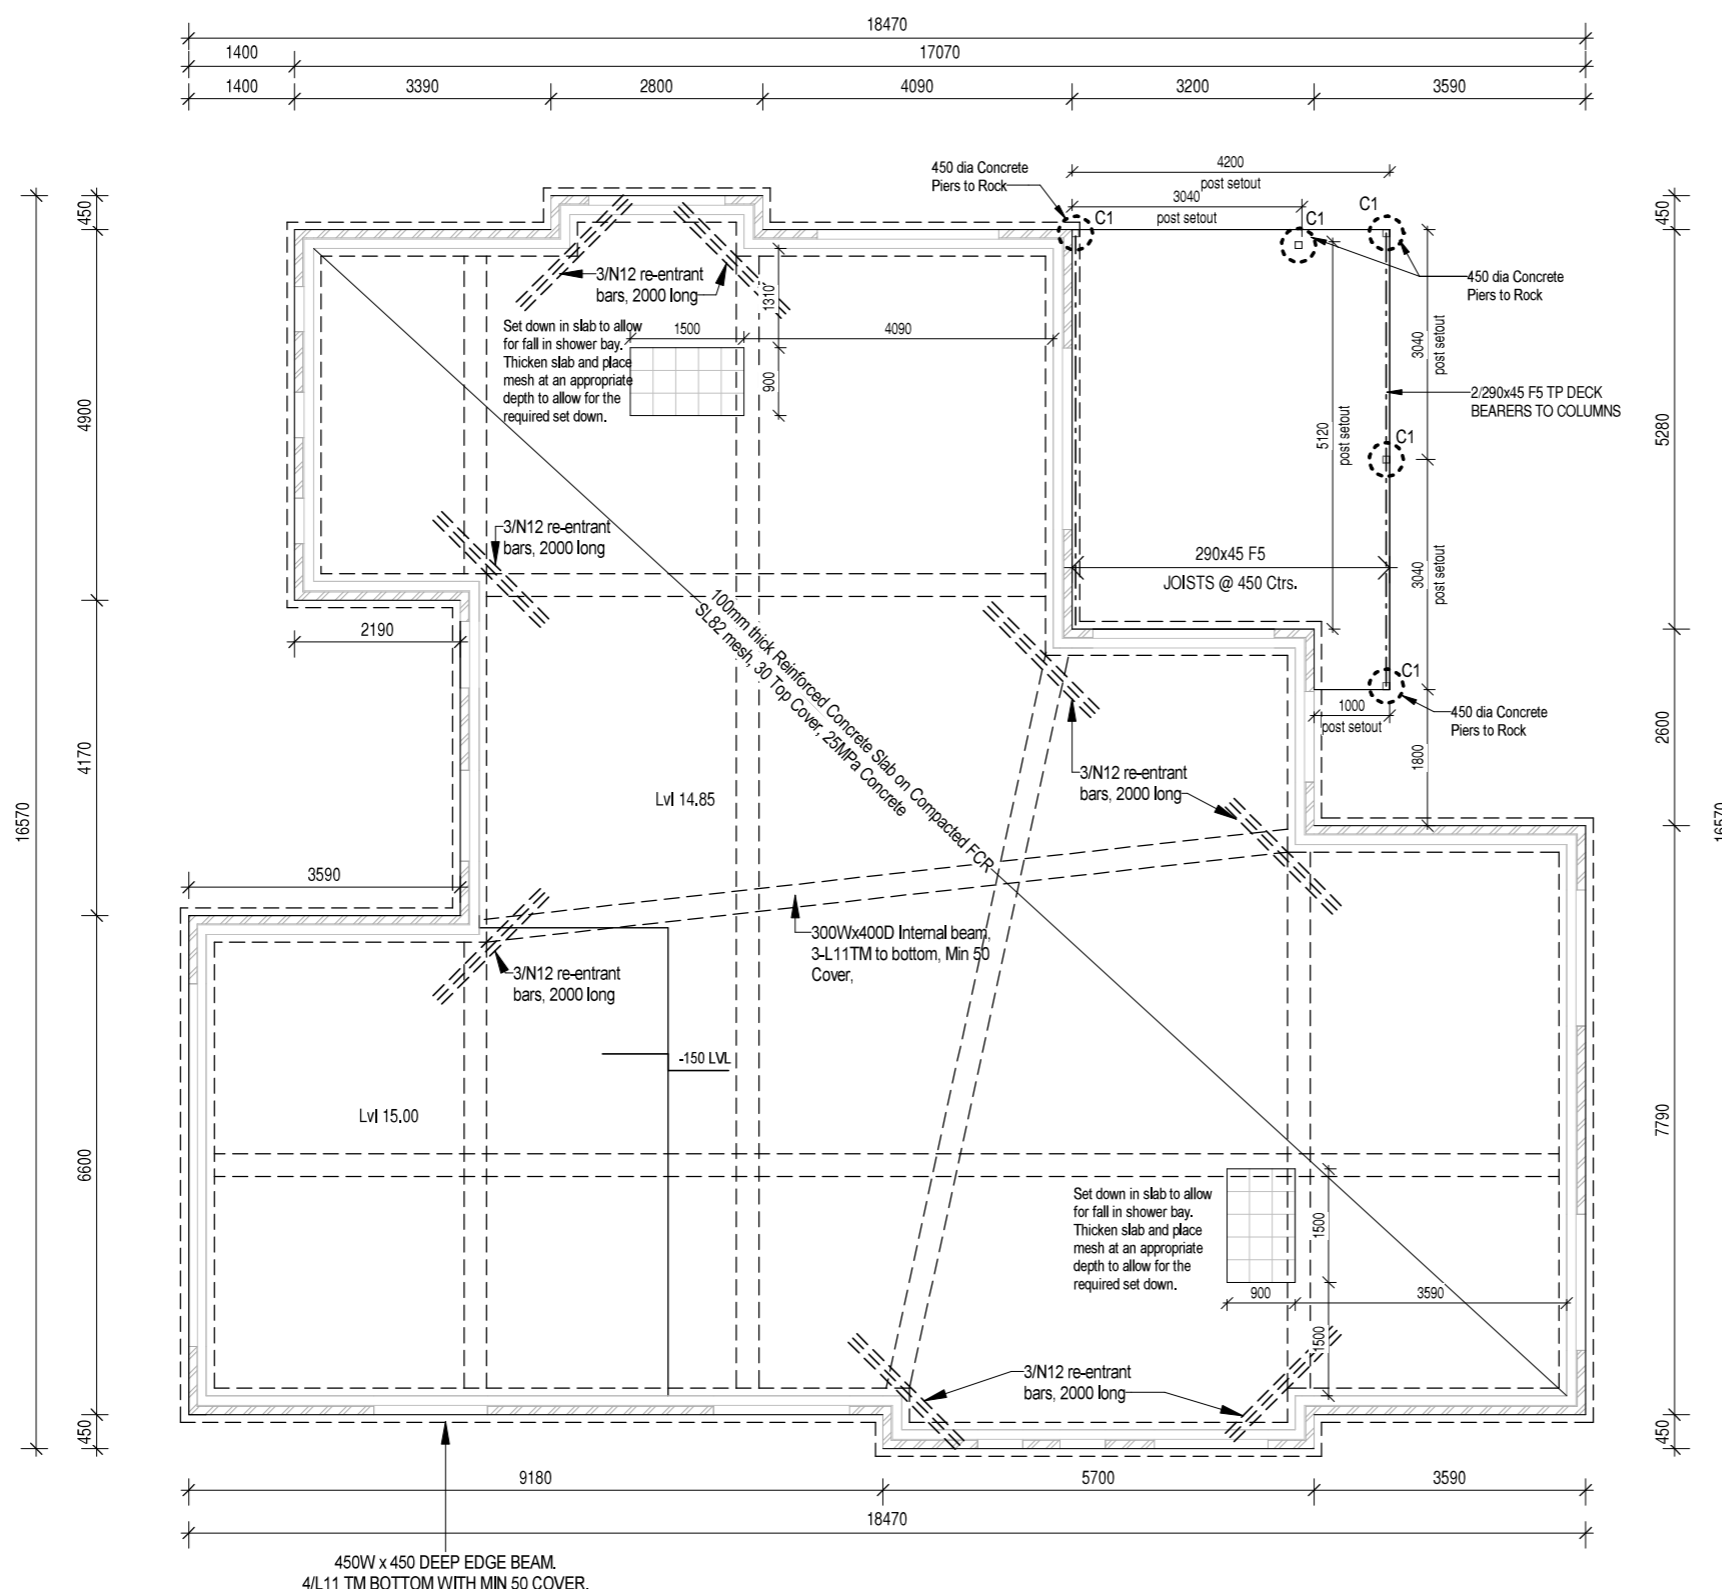 18470
1400
17070
1400
3390
2800
4090
3200
3590
450 dia Concrete
Piers to Rock
4200
post setout
3040
post setout
C1
C1
C1
450
450
3/N12 re-entrant
bars, 2000 long
1310
450 dia Concrete
Piers to Rock
Set down in slab to allow
for fall in shower bay.
Thicken slab and place
mesh at an appropriate
depth to allow for the
required set down.
1500
4090
900
3040
post setout
2/290x45 F5 TP DECK
BEARERS TO COLUMNS
4900
5120
post setout
5280
C1
3/N12 re-entrant
bars, 2000 long
290x45 F5
JOISTS @ 450 Ctrs.
3040
post setout
100mm thick Reinforced Concrete Slab on Compacted FCR
SL82 mesh, 30 Top Cover, 25MPa Concrete
2190
C1
1000
post setout
450 dia Concrete
Piers to Rock
2600
1800
4170
3/N12 re-entrant
bars, 2000 long
Lvl 14.85
16570
16570
3590
300Wx400D Internal beam,
3-L11TM to bottom, Min 50
Cover,
3/N12 re-entrant
bars, 2000 long
-150 LVL
Lvl 15.00
6600
7790
Set down in slab to allow
for fall in shower bay.
Thicken slab and place
mesh at an appropriate
depth to allow for the
required set down.
1500
900
3590
1500
3/N12 re-entrant
bars, 2000 long
450
450
9180
5700
3590
18470
450W x 450 DEEP EDGE BEAM.
4/L11 TM BOTTOM WITH MIN 50 COVER.